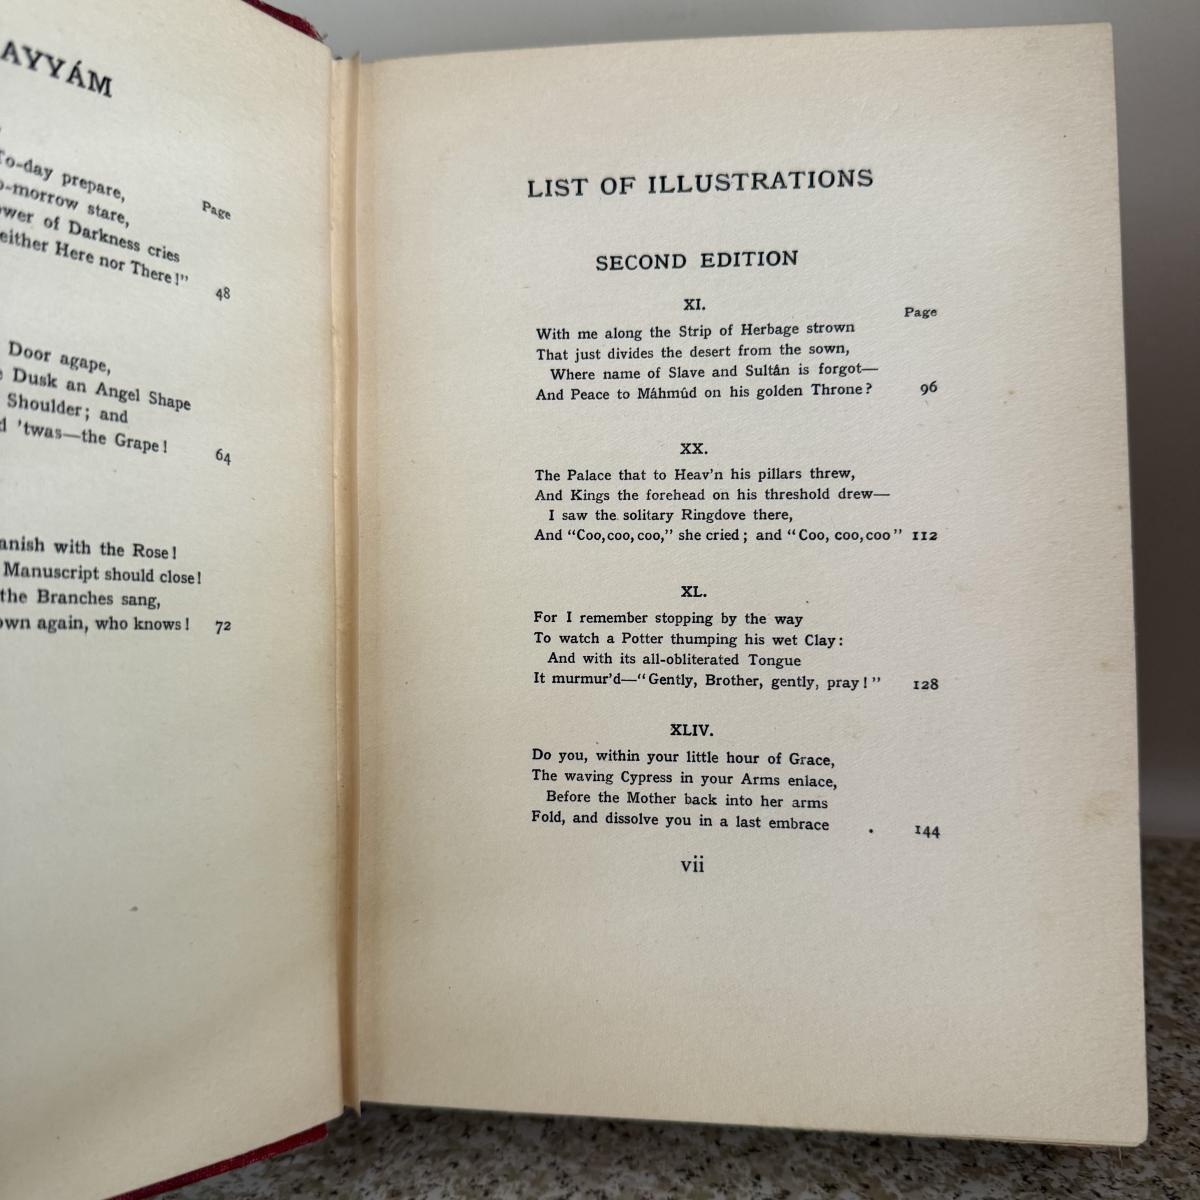 AYYÁM
To-day prepare,
Page
o-morrow stare,
ower of Darkness cries
either Here nor There!"
48
Door agape,
Dusk an Angel Shape
Shoulder; and
'twas—the Grape!
64
anish with the Rose!
Manuscript should close!
the Branches sang,
own again, who knows! 72
LIST OF ILLUSTRATIONS
SECOND EDITION
XI.
Page
With me along the Strip of Herbage strown
That just divides the desert from the sown,
Where name of Slave and Sultán is forgot—
And Peace to Máhmúd on his golden Throne? 96
XX.
The Palace that to Heav'n his pillars threw,
And Kings the forehead on his threshold drew—
I saw the solitary Ringdove there,
And "Coo, coo, coo," she cried; and "Coo, coo, coo" 112
XL.
For I remember stopping by the way
To watch a Potter thumping his wet Clay:
And with its all-obliterated Tongue
It murmur'd—"Gently, Brother, gently, pray!" 128
XLIV.
Do you, within your little hour of Grace,
The waving Cypress in your Arms enlace,
Before the Mother back into her arms
Fold, and dissolve you in a last embrace . 144
vii